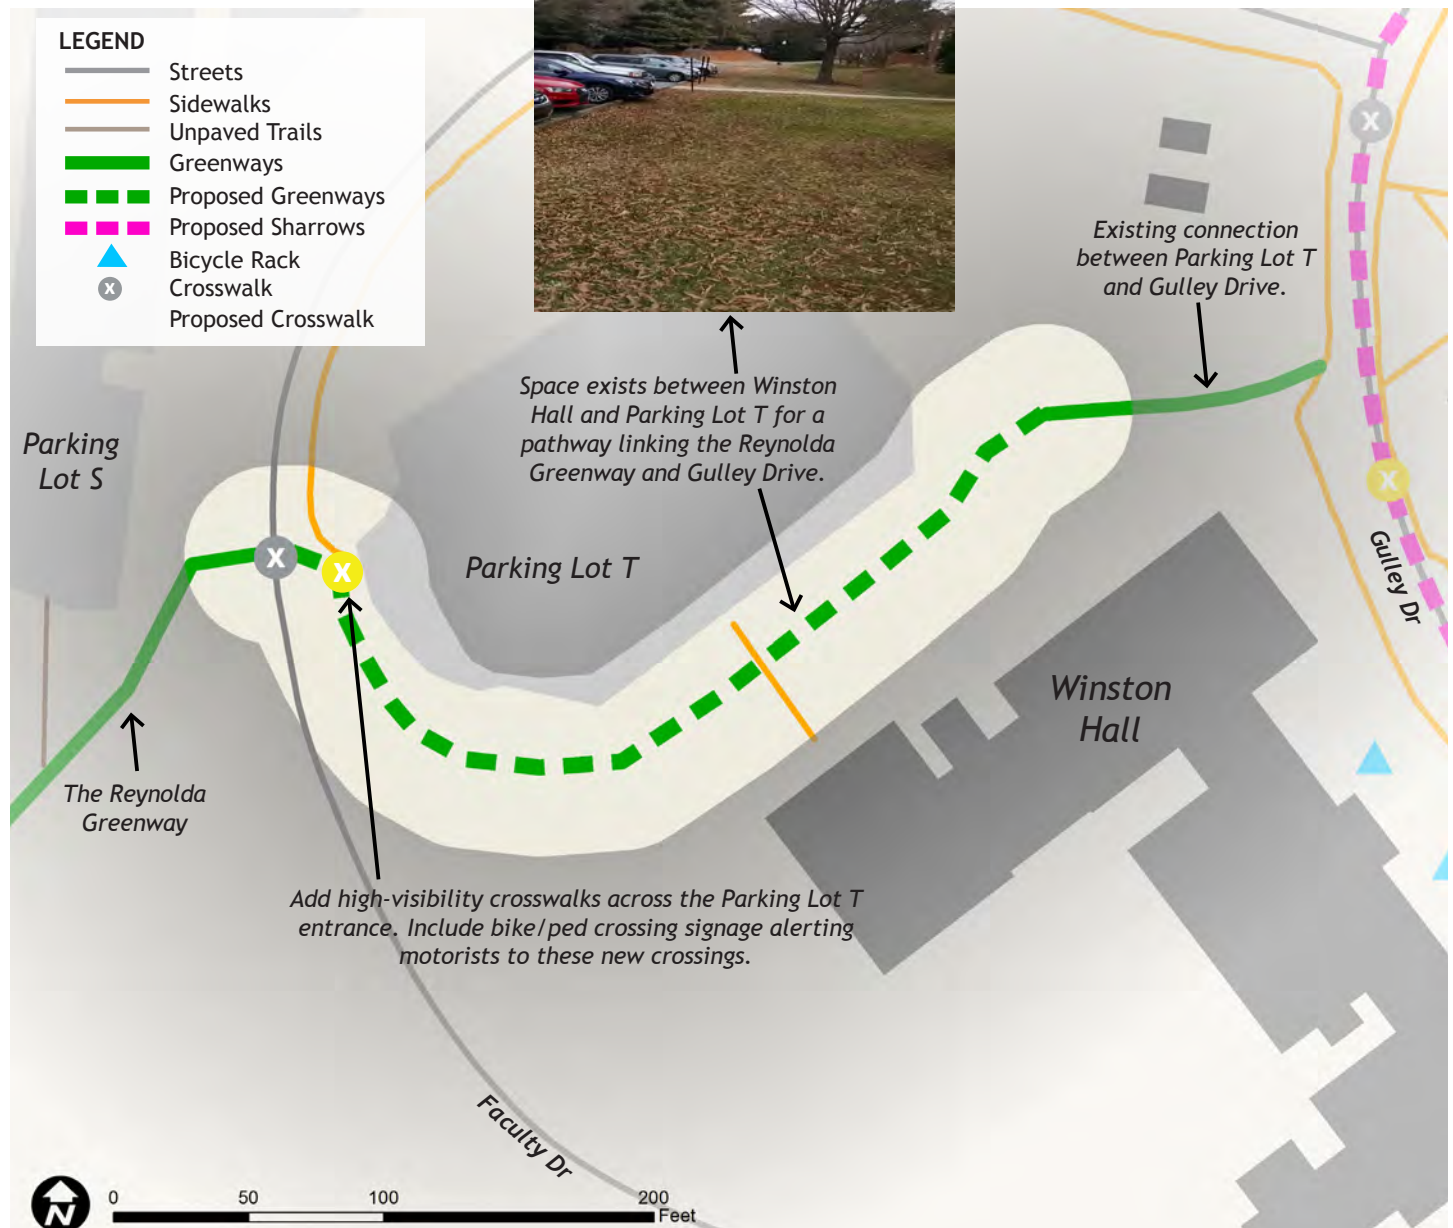 LEGEND
Streets
Sidewalks
Unpaved Trails
Greenways
Proposed Greenways
Proposed Sharrows
Bicycle Rack
X Crosswalk
Proposed Crosswalk
X
Existing connection
between Parking Lot T
and Gulley Drive.
Space exists between Winston
Hall and Parking Lot T for a
pathway linking the Reynolda
Greenway and Gulley Drive.
Parking
Lot S
X
Gulley Dr
X
X
Parking Lot T
Winston
Hall
The Reynolda
Greenway
Add high-visibility crosswalks across the Parking Lot T
entrance. Include bike/ped crossing signage alerting
motorists to these new crossings.
Faculty Dr
N
0 50 100 200
Feet